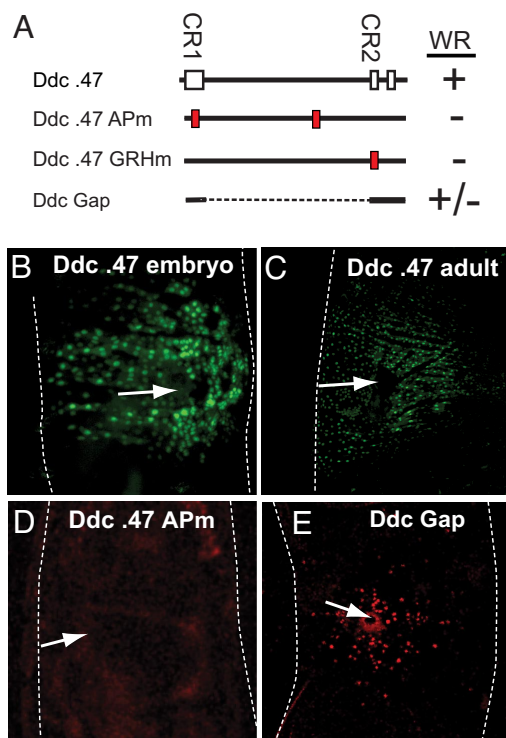 A
CR1
CR2
WR
Ddc .47
+
Ddc .47 APm
-
Ddc .47 GRHm
-
Ddc Gap
+/-
B
Ddc .47 embryo
C
Ddc .47 adult
D
Ddc .47 APm
E
Ddc Gap